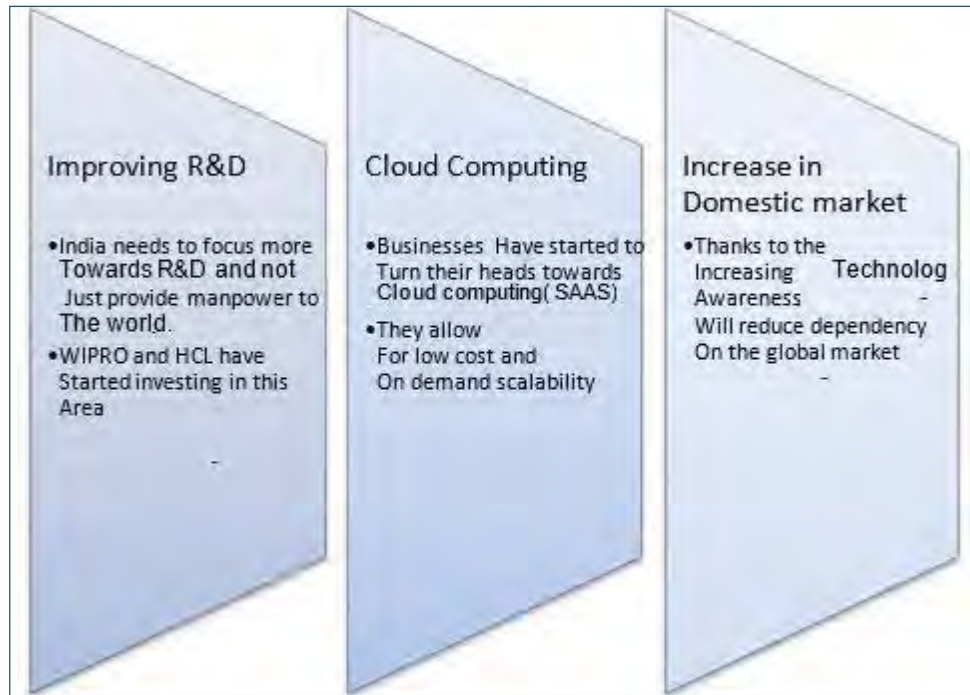 Improving R&D
•India needs to focus more
Towards R&D and not
Just provide manpower to
The world.
•WIPRO and HCL have
Started investing in this
Area
-
Cloud Computing
•Businesses Have started to
Turn their heads towards
Cloud computing( SAAS)
•They allow
For low cost and
On demand scalability
Increase in
Domestic market
•Thanks to the
Increasing Technolog
Awareness -
Will reduce dependency
On the global market
-